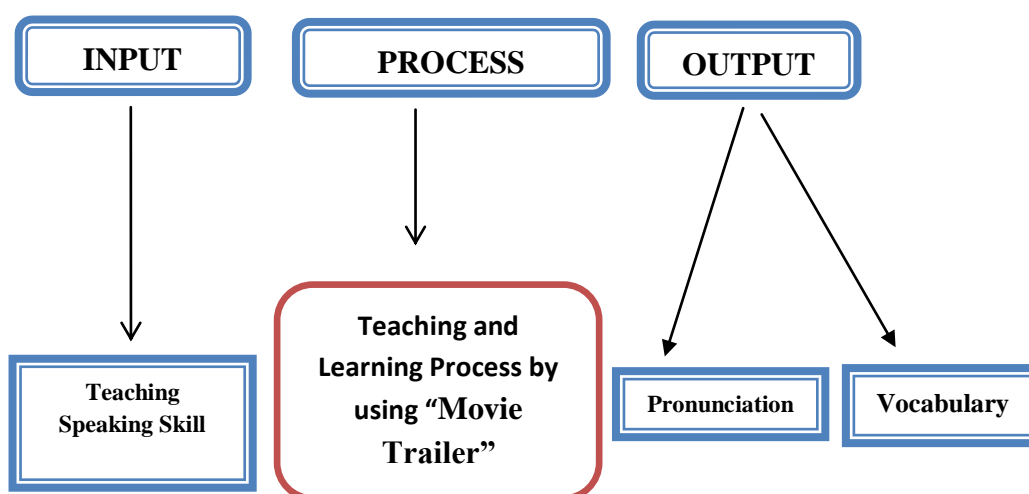 INPUT
PROCESS
OUTPUT
Teaching
Speaking Skill
Teaching and
Learning Process by
using “Movie
Trailer”
Pronunciation
Vocabulary